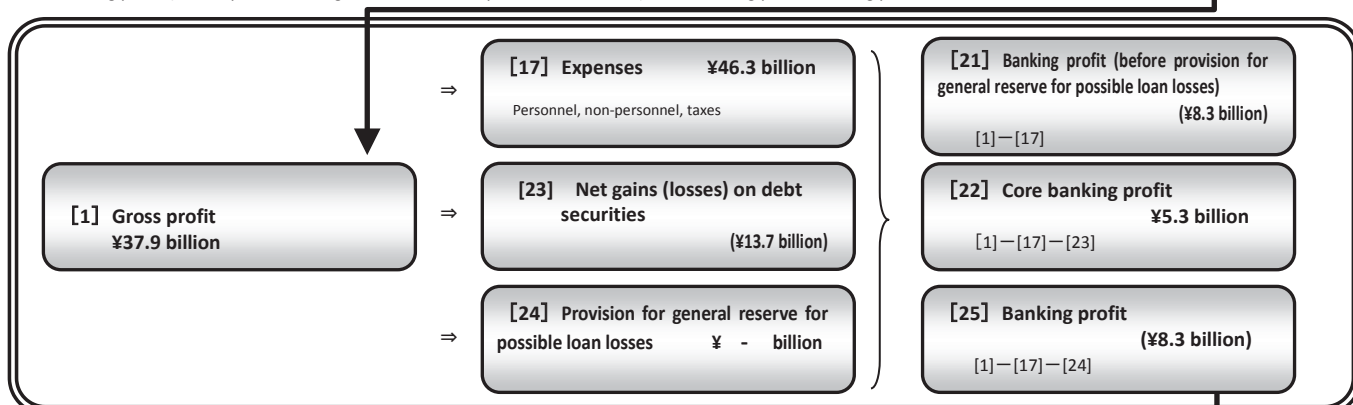 [17] Expenses ¥46.3 billion
Personnel, non-personnel, taxes
[21] Banking profit (before provision for
general reserve for possible loan losses)
(¥8.3 billion)
[1]－[17]
⇒
[1] Gross profit
¥37.9 billion
⇒
[23] Net gains (losses) on debt
securities
(¥13.7 billion)
[22] Core banking profit
¥5.3 billion
[1]－[17]－[23]
⇒
[24] Provision for general reserve for
possible loan losses ¥ - billion
[25] Banking profit
(¥8.3 billion)
[1]－[17]－[24]